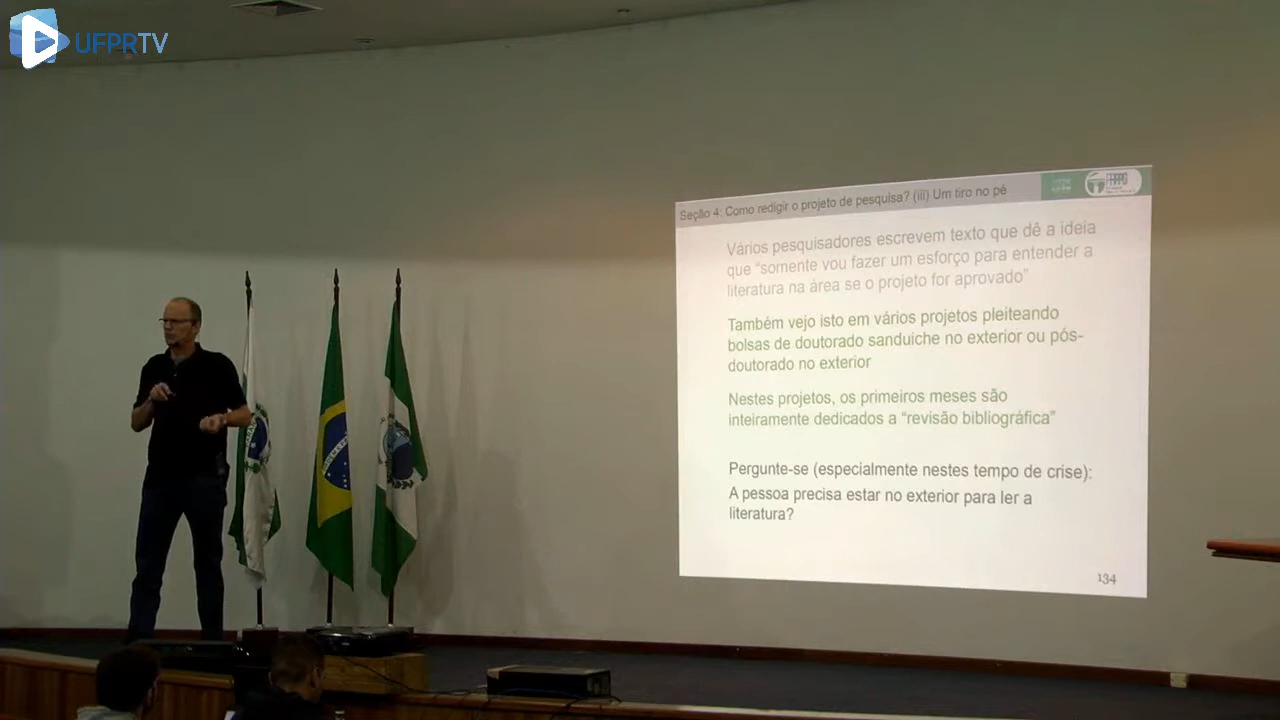 UFPRTV
Seção 4: Como redigir o projeto de pesquisa? (iii) Um tiro no pé
Vários pesquisadores escrevem texto que dê a ideia
que “somente vou fazer um esforço para entender a
literatura na área se o projeto for aprovado”
Também vejo isto em vários projetos pleiteando
bolsas de doutorado sanduiche no exterior ou pós-
doutorado no exterior
Nestes projetos, os primeiros meses são
inteiramente dedicados a “revisão bibliográfica”
Pergunte-se (especialmente nestes tempo de crise):
A pessoa precisa estar no exterior para ler a
literatura?
134